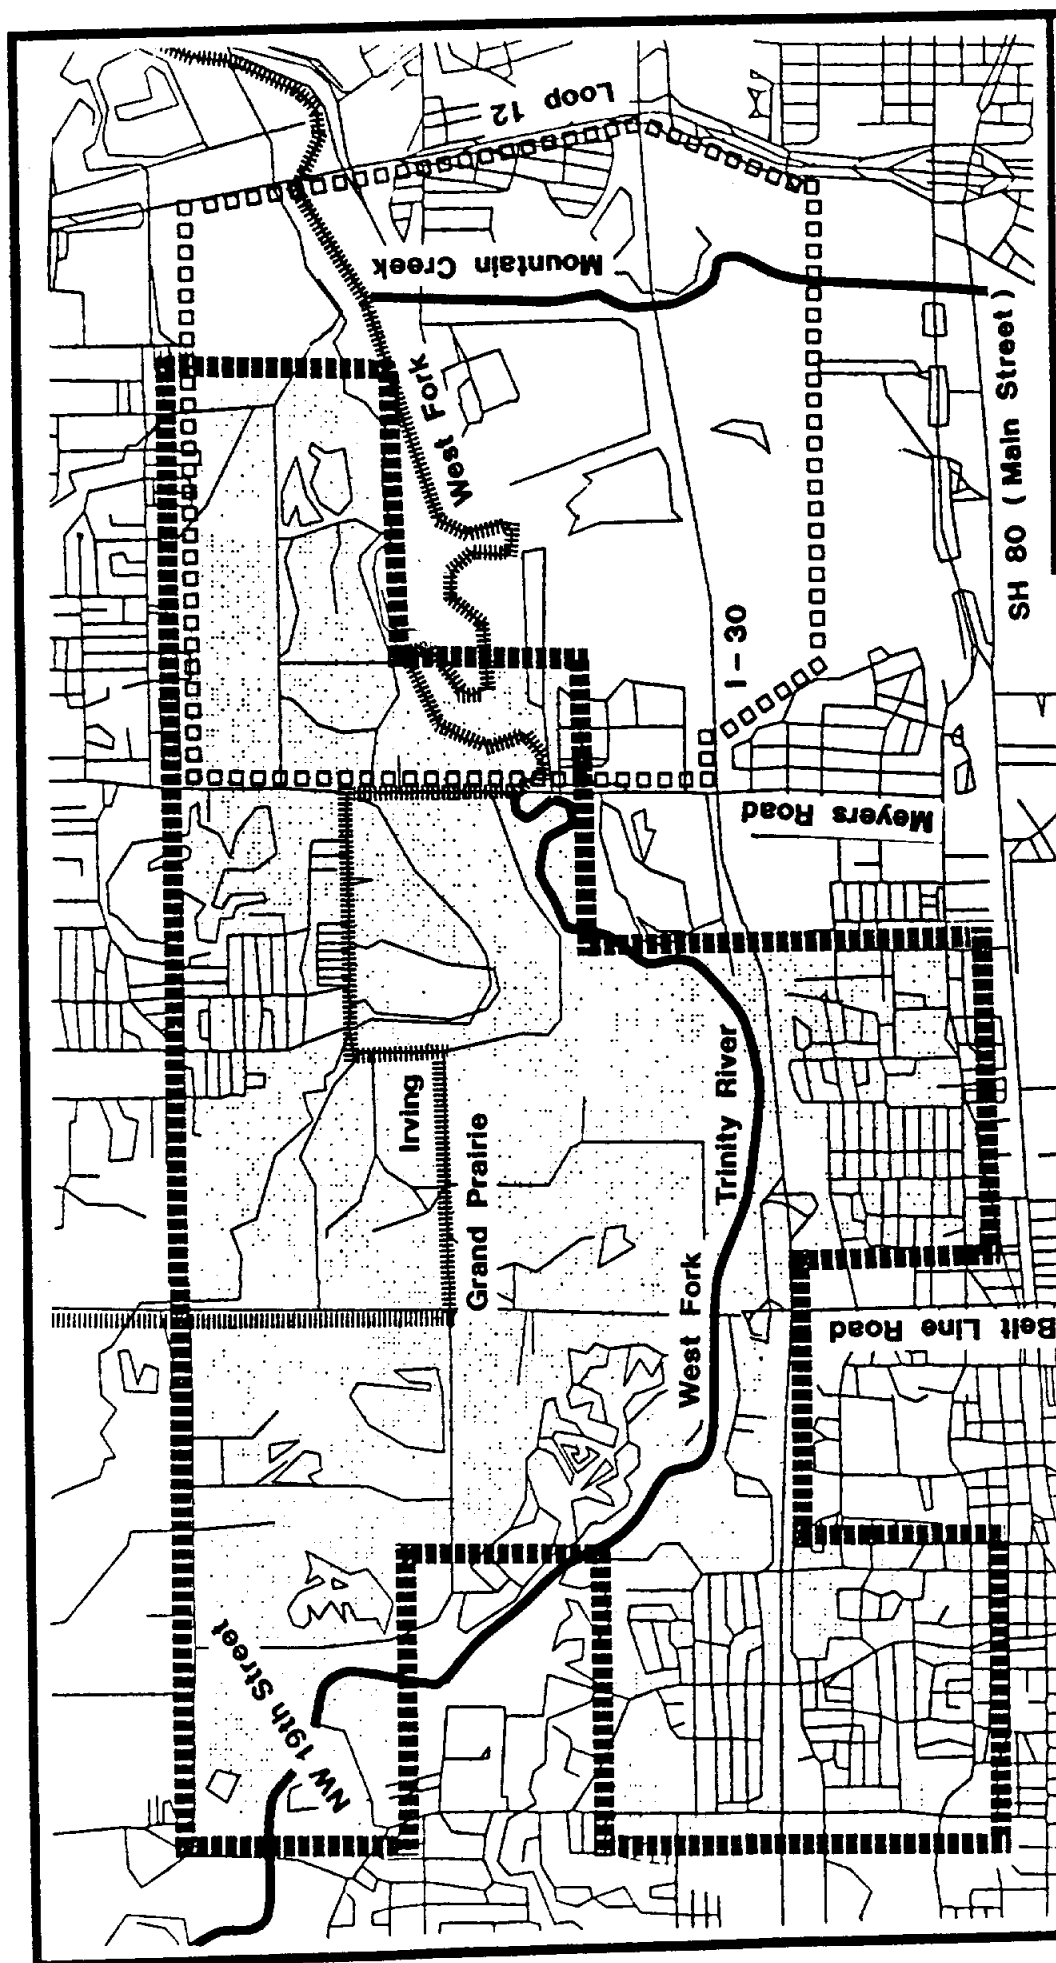 Loop 12
Mountain Creek
West Fork
SH 80 ( Main Street )
I - 30
Meyers Road
Irving
Grand Prairie
Trinity River
West Fork
Belt Line Road
NW 19th Street